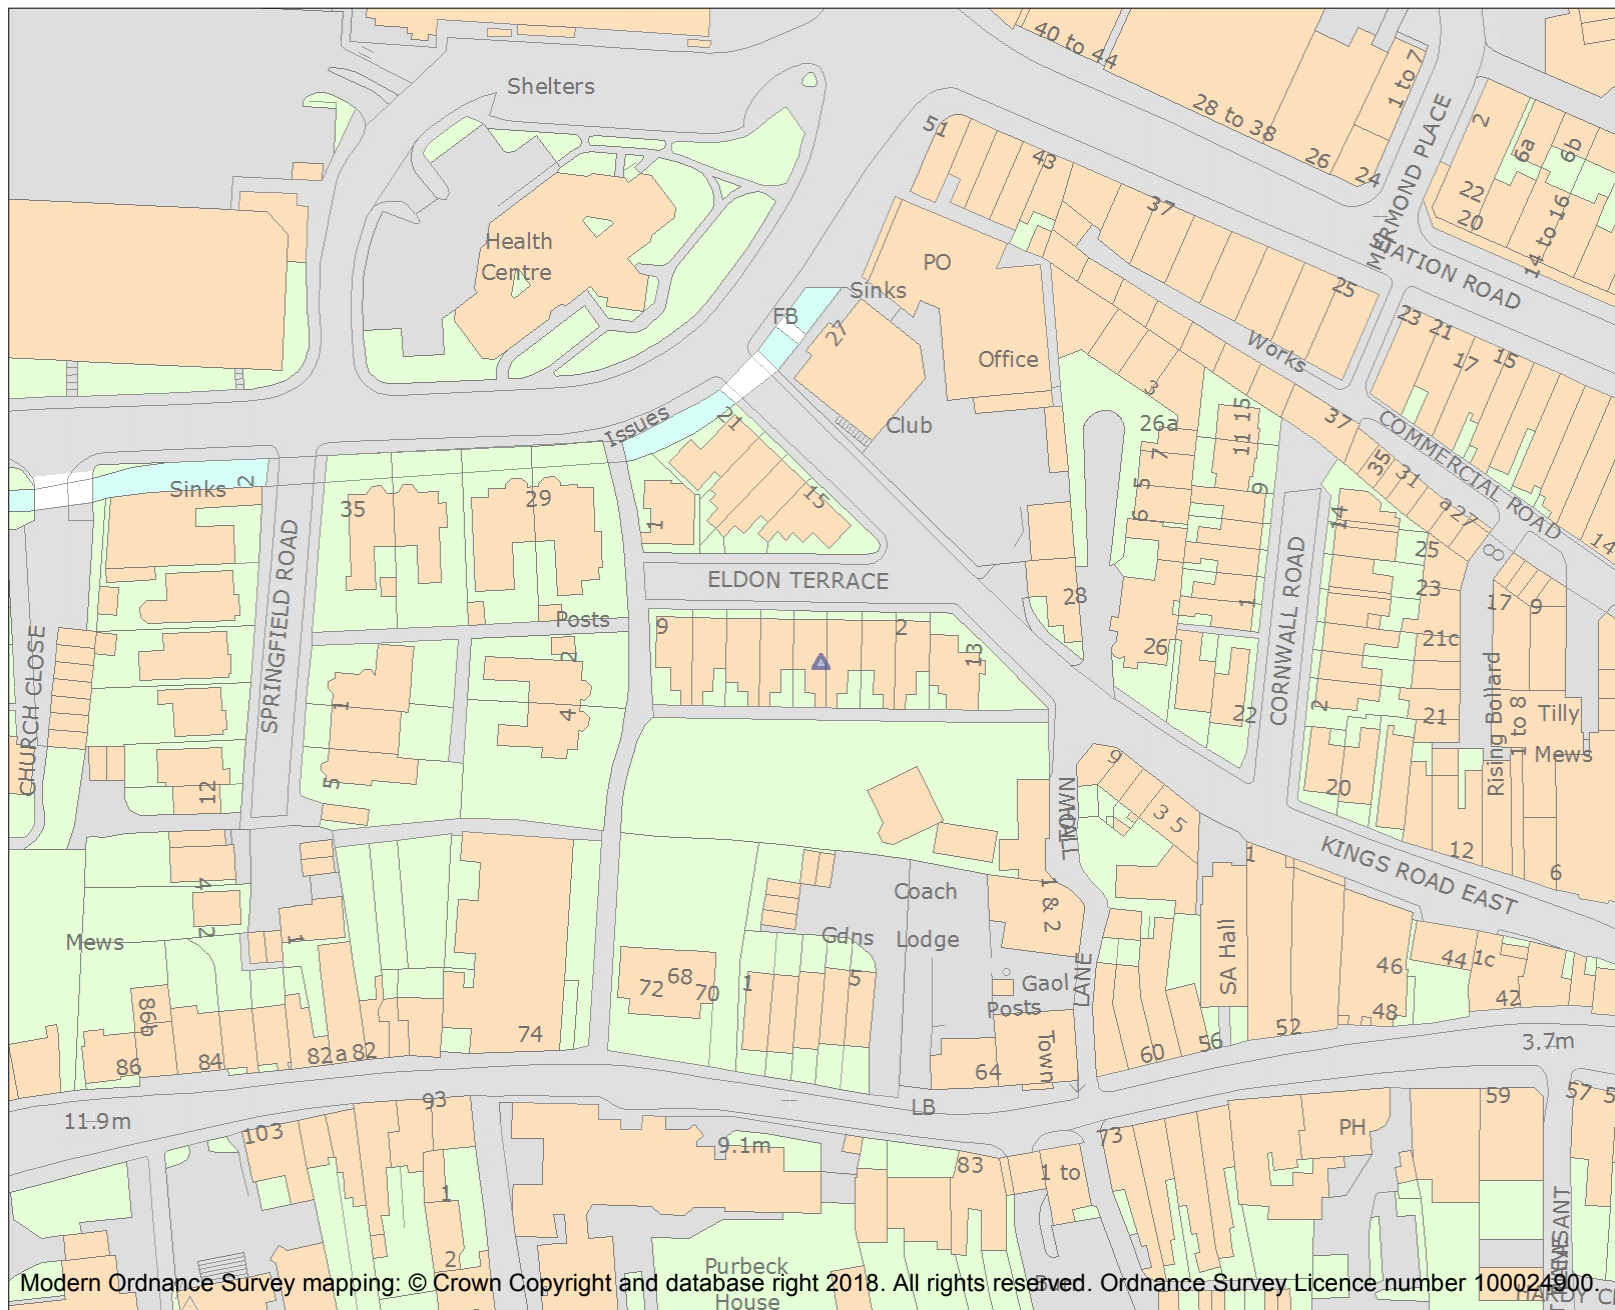 40 to 44
Shelters
1 to 7
28 to 38
51
2
6a
6b
43
26
24
MERMOND PLACE
22
20
37
14 to 16
Health
Centre
PO
STATION ROAD
Sinks
25
FB
27
23
21
17
15
Works
Office
3
Issues
21
Club
26a
11 15
37
COMMERCIAL ROAD
7
35
31
Sinks
2
35
29
15
5
9
a
27
1
6
14
14
8
25
SPRINGFIELD ROAD
ELDON TERRACE
28
23
1
CORNWALL ROAD
17
9
Posts
9
2
13
26
21c
CHURCH CLOSE
2
1
4
22
2
21
Rising Bollard
1 to 8
Tilly
Mews
9
5
12
TOWN
20
3 5
1
KINGS ROAD EAST
12
6
4
Coach
1 & 2
2
Mews
1
Gdns
Lodge
SA Hall
44
1c
46
68
72
70
1
5
Gaol
LANE
42
86b
Posts
48
74
52
Town
3.7m
86
84
82a
82
64
60
56
93
LB
59
57
5
11.9m
103
9.1m
73
PH
83
1 to
1
2
Purbeck
House
Modern Ordnance Survey mapping: © Crown Copyright and database right 2018. All rights reserved. Ordnance Survey Licence number 100024900.